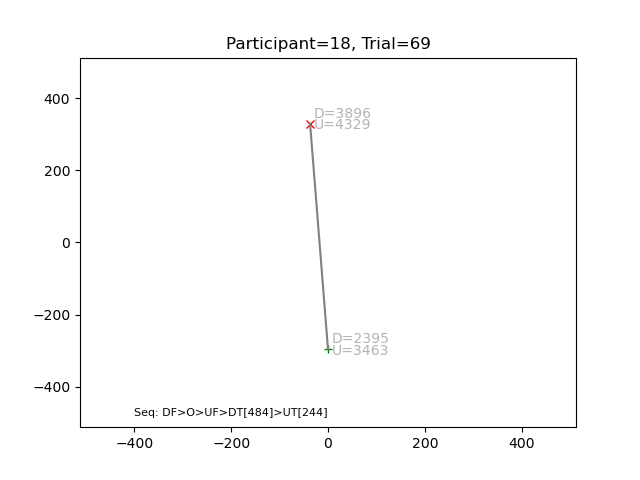 Participant=18, Trial=69
400
200
0
−200
−400
D=3896
U=4329
D=2395
U=3463
Seq: DF>O>UF>DT[484]>UT[244]
−400
−200
0
200
400